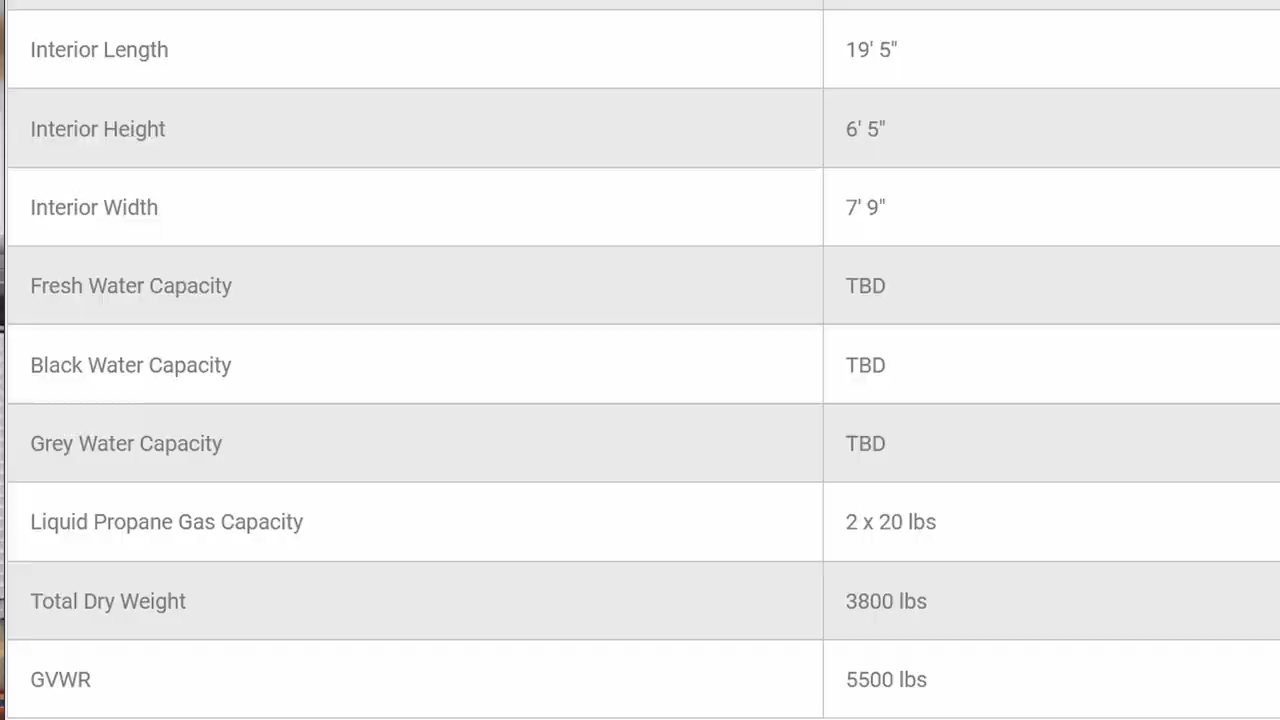 Interior Length 19' 5"
Interior Height 6' 5"
Interior Width 7' 9"
Fresh Water Capacity TBD
Black Water Capacity TBD
Grey Water Capacity TBD
Liquid Propane Gas Capacity 2 x 20 lbs
Total Dry Weight 3800 lbs
GVWR 5500 lbs